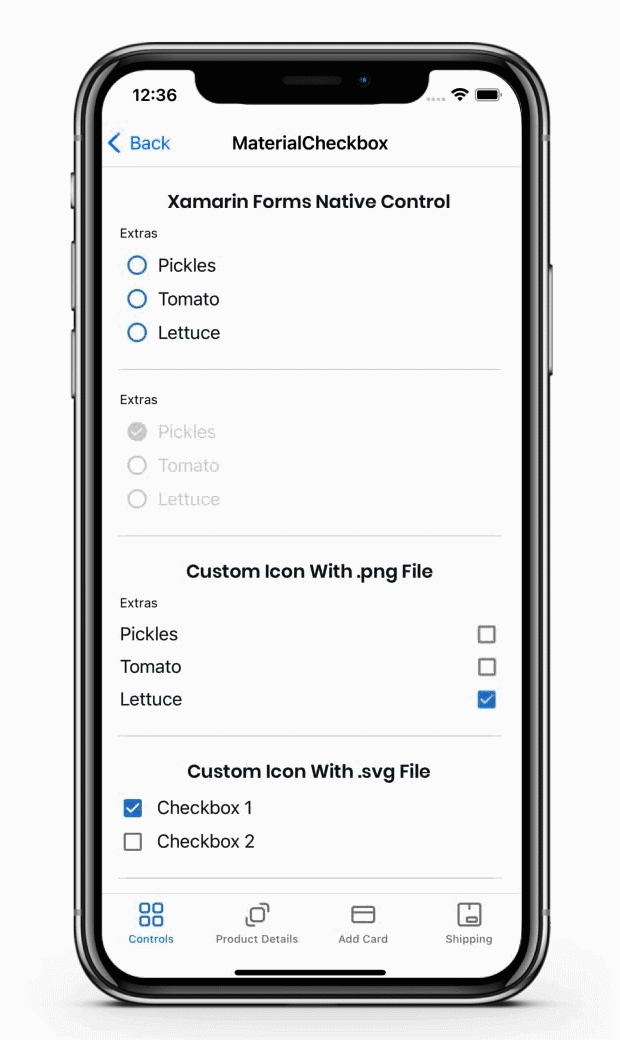 12:36
Back
MaterialCheckbox
Xamarin Forms Native Control
Extras
Pickles
Tomato
Lettuce
Extras
Pickles
Tomato
Lettuce
Custom Icon With .png File
Extras
Pickles
Tomato
Lettuce
Custom Icon With .svg File
Checkbox 1
Checkbox 2
Controls
Product Details
Add Card
Shipping